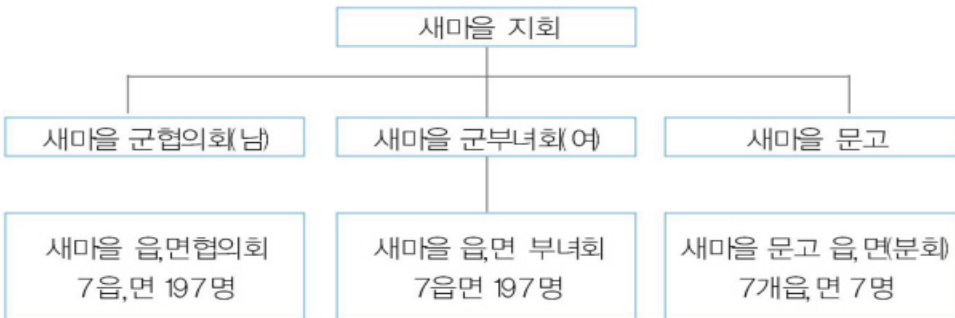 새마을 지회
새마을 군협의회(남)
새마을 군부녀회(여)
새마을 문고
새마을 읍,면협의회
7읍,면 197명
새마을 읍,면 부녀회
7읍면 197명
새마을 문고 읍,면(분회)
7개읍,면 7명